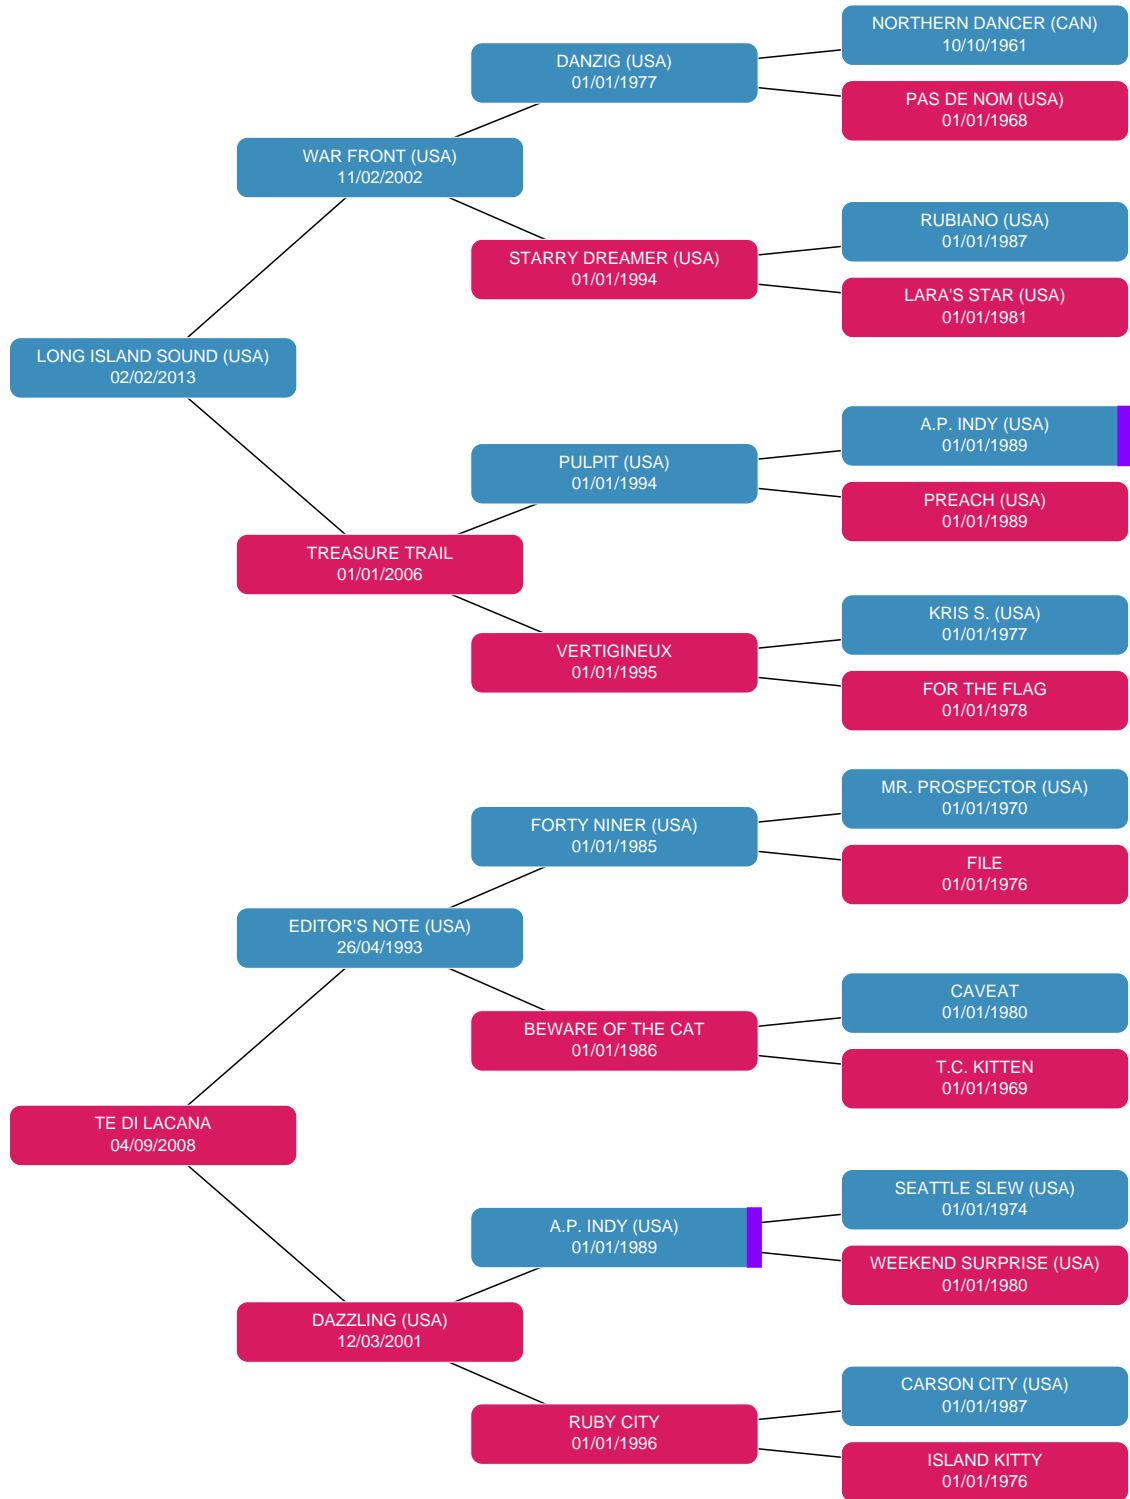 NORTHERN DANCER (CAN)
10/10/1961
DANZIG (USA)
01/01/1977
PAS DE NOM (USA)
01/01/1968
WAR FRONT (USA)
11/02/2002
RUBIANO (USA)
01/01/1987
STARRY DREAMER (USA)
01/01/1994
LARA'S STAR (USA)
01/01/1981
LONG ISLAND SOUND (USA)
02/02/2013
A.P. INDY (USA)
01/01/1989
PULPIT (USA)
01/01/1994
PREACH (USA)
01/01/1989
TREASURE TRAIL
01/01/2006
KRIS S. (USA)
01/01/1977
VERTIGINEUX
01/01/1995
FOR THE FLAG
01/01/1978
MR. PROSPECTOR (USA)
01/01/1970
FORTY NINER (USA)
01/01/1985
FILE
01/01/1976
EDITOR'S NOTE (USA)
26/04/1993
CAVEAT
01/01/1980
BEWARE OF THE CAT
01/01/1986
T.C. KITTEN
01/01/1969
TE DI LACANA
04/09/2008
SEATTLE SLEW (USA)
01/01/1974
A.P. INDY (USA)
01/01/1989
WEEKEND SURPRISE (USA)
01/01/1980
DAZZLING (USA)
12/03/2001
CARSON CITY (USA)
01/01/1987
RUBY CITY
01/01/1996
ISLAND KITTY
01/01/1976